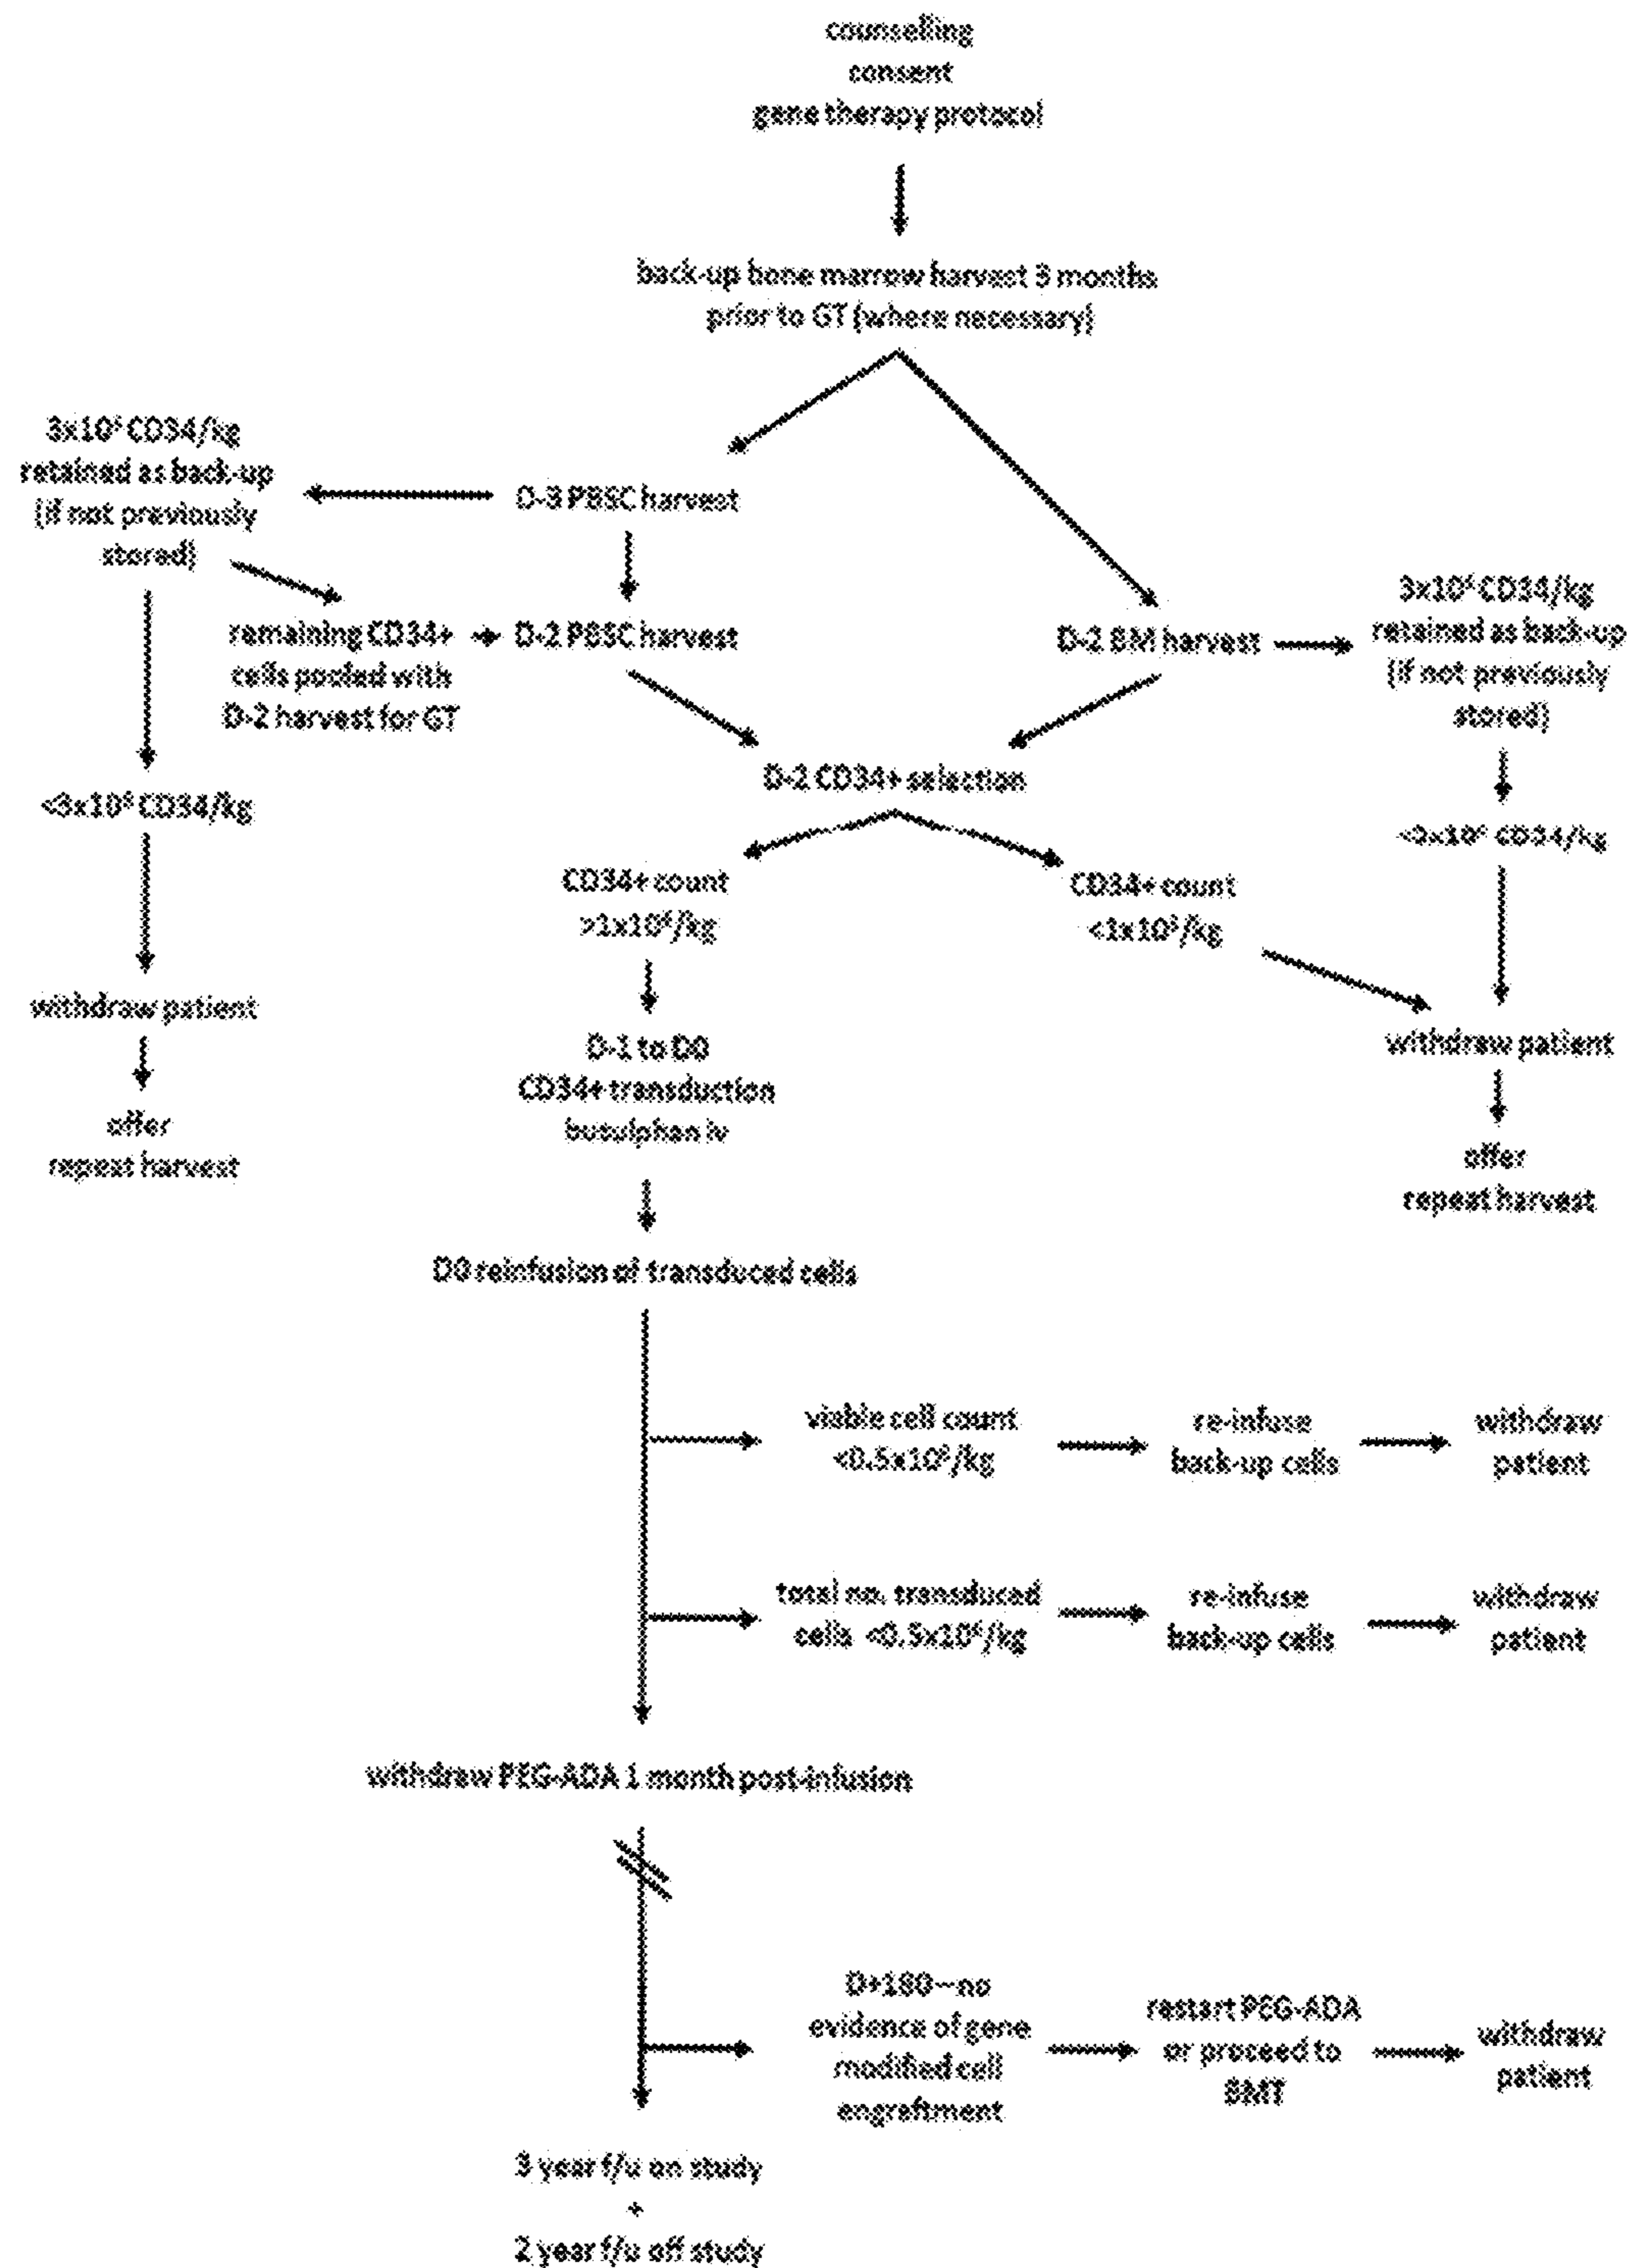 counselling
consent
gene therapy protocol
back-up bone marrow harvest 3 months
prior to GT (where necessary)
3x10⁶ CD34/kg
retained as back-up
(if not previously
stored)
D-3 PBSC harvest
remaining CD34+
cells pooled with
D-2 harvest for GT
D-2 PBSC harvest
D-2 BM harvest
3x10⁶ CD34/kg
retained as back-up
(if not previously
stored)
D-2 CD34+ selection
<3x10⁶ CD34/kg
<3x10⁶ CD34/kg
CD34+ count
>1x10⁶/kg
CD34+ count
<1x10⁶/kg
withdraw patient
offer
repeat harvest
D-1 to D0
CD34+ transduction
busulphan iv
withdraw patient
offer
repeat harvest
D0 reinfusion of transduced cells
viable cell count
<0.5x10⁶/kg
re-infuse
back-up cells
withdraw
patient
total no. transduced
cells <0.5x10⁶/kg
re-infuse
back-up cells
withdraw
patient
withdraw PEG-ADA 1 month post-infusion
D+180 – no
evidence of gene
modified cell
engraftment
restart PEG-ADA
or proceed to
BMT
withdraw
patient
3 year f/u on study
+
2 year f/u off study